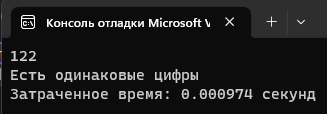 Консоль отладки Microsoft V
122
Есть одинаковые цифры
Затраченное время: 0.000974 секунд